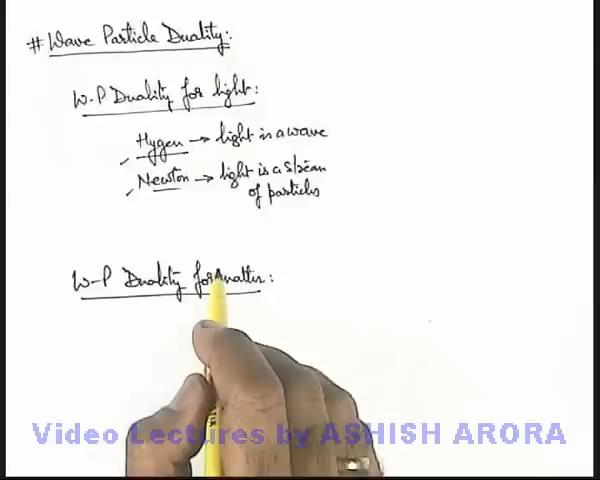 # Wave Particle Duality:
W-P Duality for light:
Hygen → light is a wave
Newton → light is a stream
of particles
W-P Duality for matter:
Video Lectures by ASHISH ARORA